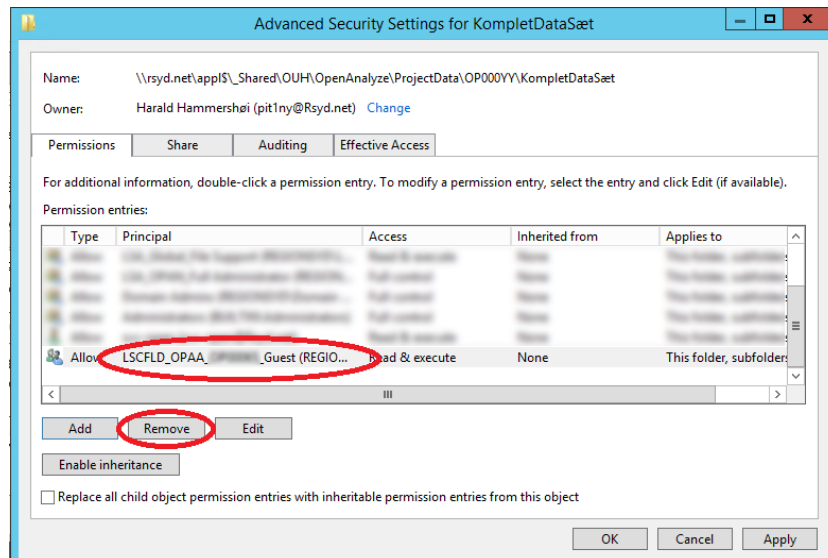 Advanced Security Settings for KompletDataSæt
Name: \\rsyd.net\appl$\_Shared\OUH\OpenAnalyze\ProjectData\OP000YY\KompletDataSæt
Owner: Harald Hammershøi (pit1ny@Rsyd.net) Change
Permissions Share Auditing Effective Access
For additional information, double-click a permission entry. To modify a permission entry, select the entry and click Edit (if available).
Permission entries:
Type Principal Access Inherited from Applies to
Allow LSCFLD_OPAA_ _Guest (REGIO... Read & execute None This folder, subfolders
Add Remove Edit
Enable inheritance
Replace all child object permission entries with inheritable permission entries from this object
OK Cancel Apply